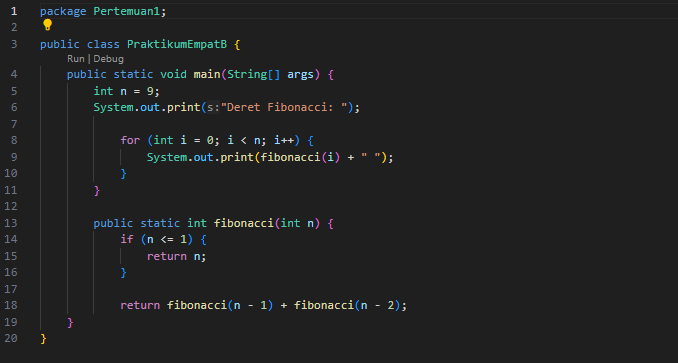 1 package Pertemuan1;
2
3 public class PraktikumEmpatB {
Run | Debug
4 public static void main(String[] args) {
5 int n = 9;
6 System.out.print(s:"Deret Fibonacci: ");
7
8 for (int i = 0; i < n; i++) {
9 System.out.print(fibonacci(i) + " ");
10 }
11 }
12
13 public static int fibonacci(int n) {
14 if (n <= 1) {
15 return n;
16 }
17
18 return fibonacci(n - 1) + fibonacci(n - 2);
19 }
20 }